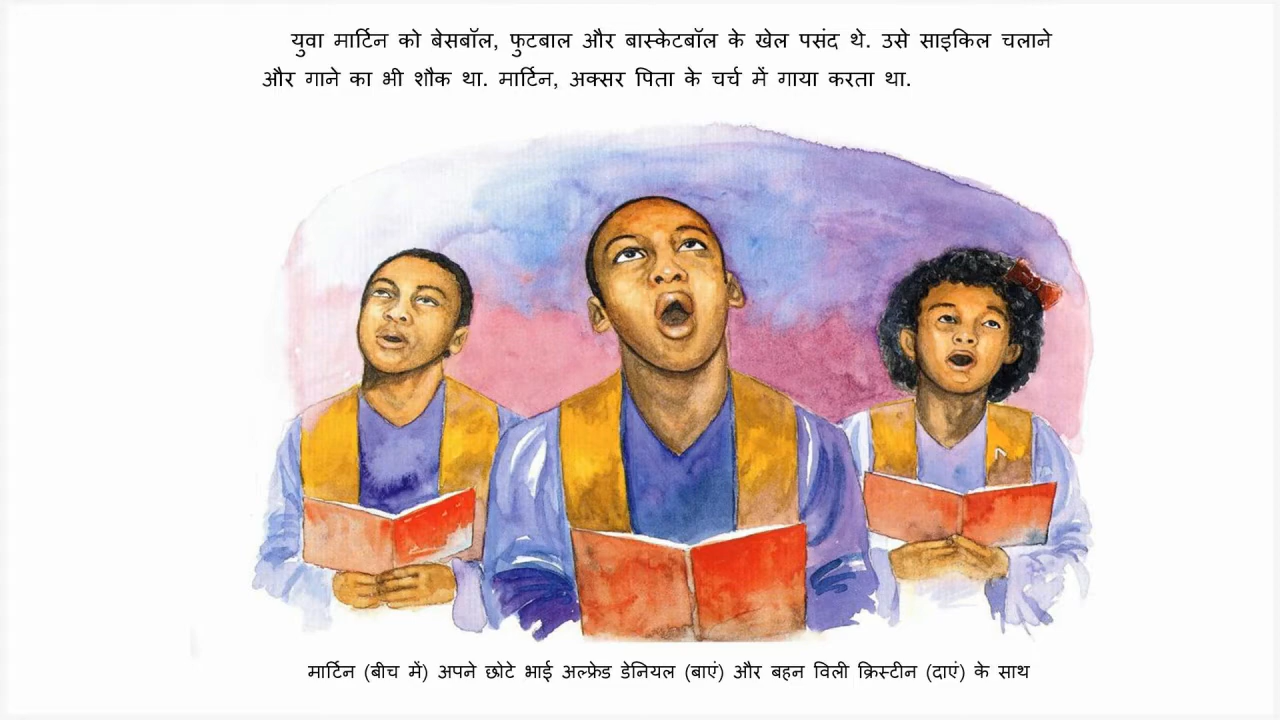 युवा मार्टिन को बेसबॉल, फुटबाल और बास्केटबॉल के खेल पसंद थे. उसे साइकिल चलाने
और गाने का भी शौक था. मार्टिन, अक्सर पिता के चर्च में गाया करता था.
मार्टिन (बीच में) अपने छोटे भाई अल्फ्रेड डेनियल (बाएं) और बहन विली क्रिस्टीन (दाएं) के साथ